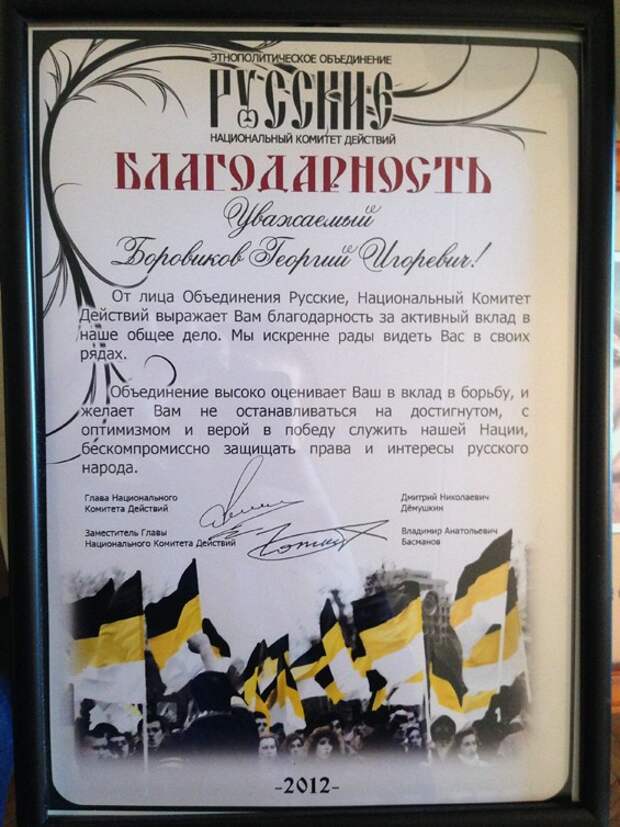 ЭТНОПОЛИТИЧЕСКОЕ ОБЪЕДИНЕНИЕ
РУССКИЕ
НАЦИОНАЛЬНЫЙ КОМИТЕТ ДЕЙСТВИЙ
БЛАГОДАРНОСТЬ
Уважаемый
Боровиков Георгий Игоревич!
От лица Объединения Русские, Национальный Комитет
Действий выражает Вам благодарность за активный вклад в
наше общее дело. Мы искренне рады видеть Вас в своих
рядах.
Объединение высоко оценивает Ваш в вклад в борьбу, и
желает Вам не останавливаться на достигнутом, с
оптимизмом и верой в победу служить нашей Нации,
бескомпромиссно защищать права и интересы русского
народа.
Глава Национального
Комитета Действий
Дмитрий Николаевич
Дёмушкин
Заместитель Главы
Национального Комитета Действий
Владимир Анатольевич
Басманов
-2012-